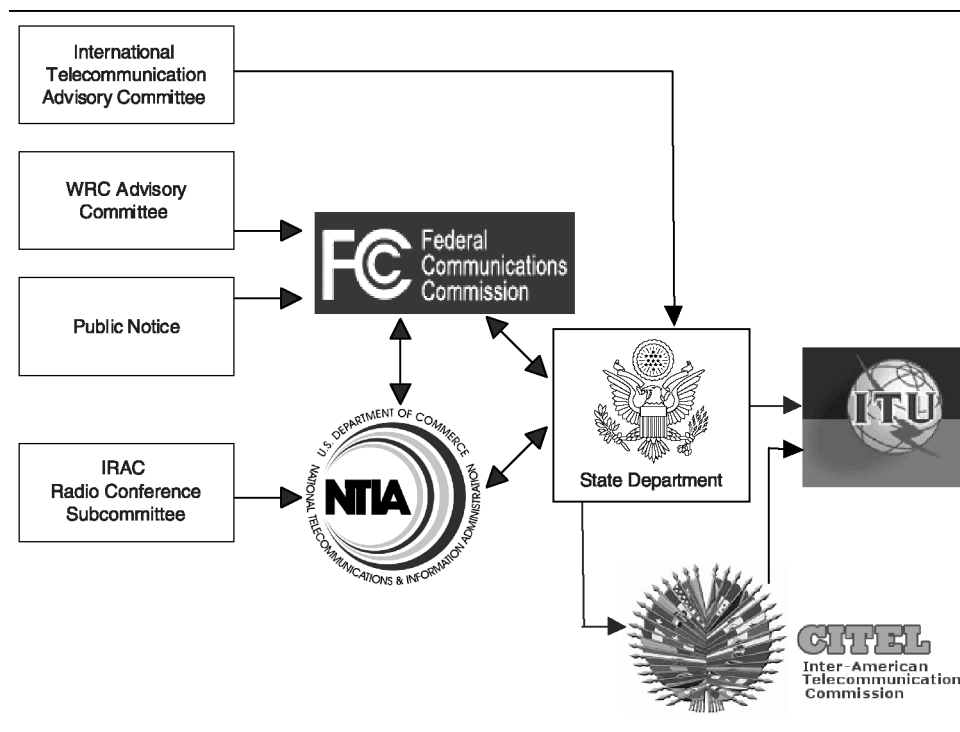 International
Telecommunication
Advisory Committee
WRC Advisory
Committee
Public Notice
IRAC
Radio Conference
Subcommittee
FCC
Federal
Communications
Commission
U.S. DEPARTMENT OF COMMERCE
NTIA
NATIONAL TELECOMMUNICATIONS & INFORMATION ADMINISTRATION
State Department
ITU
CITEL
Inter-American
Telecommunication
Commission